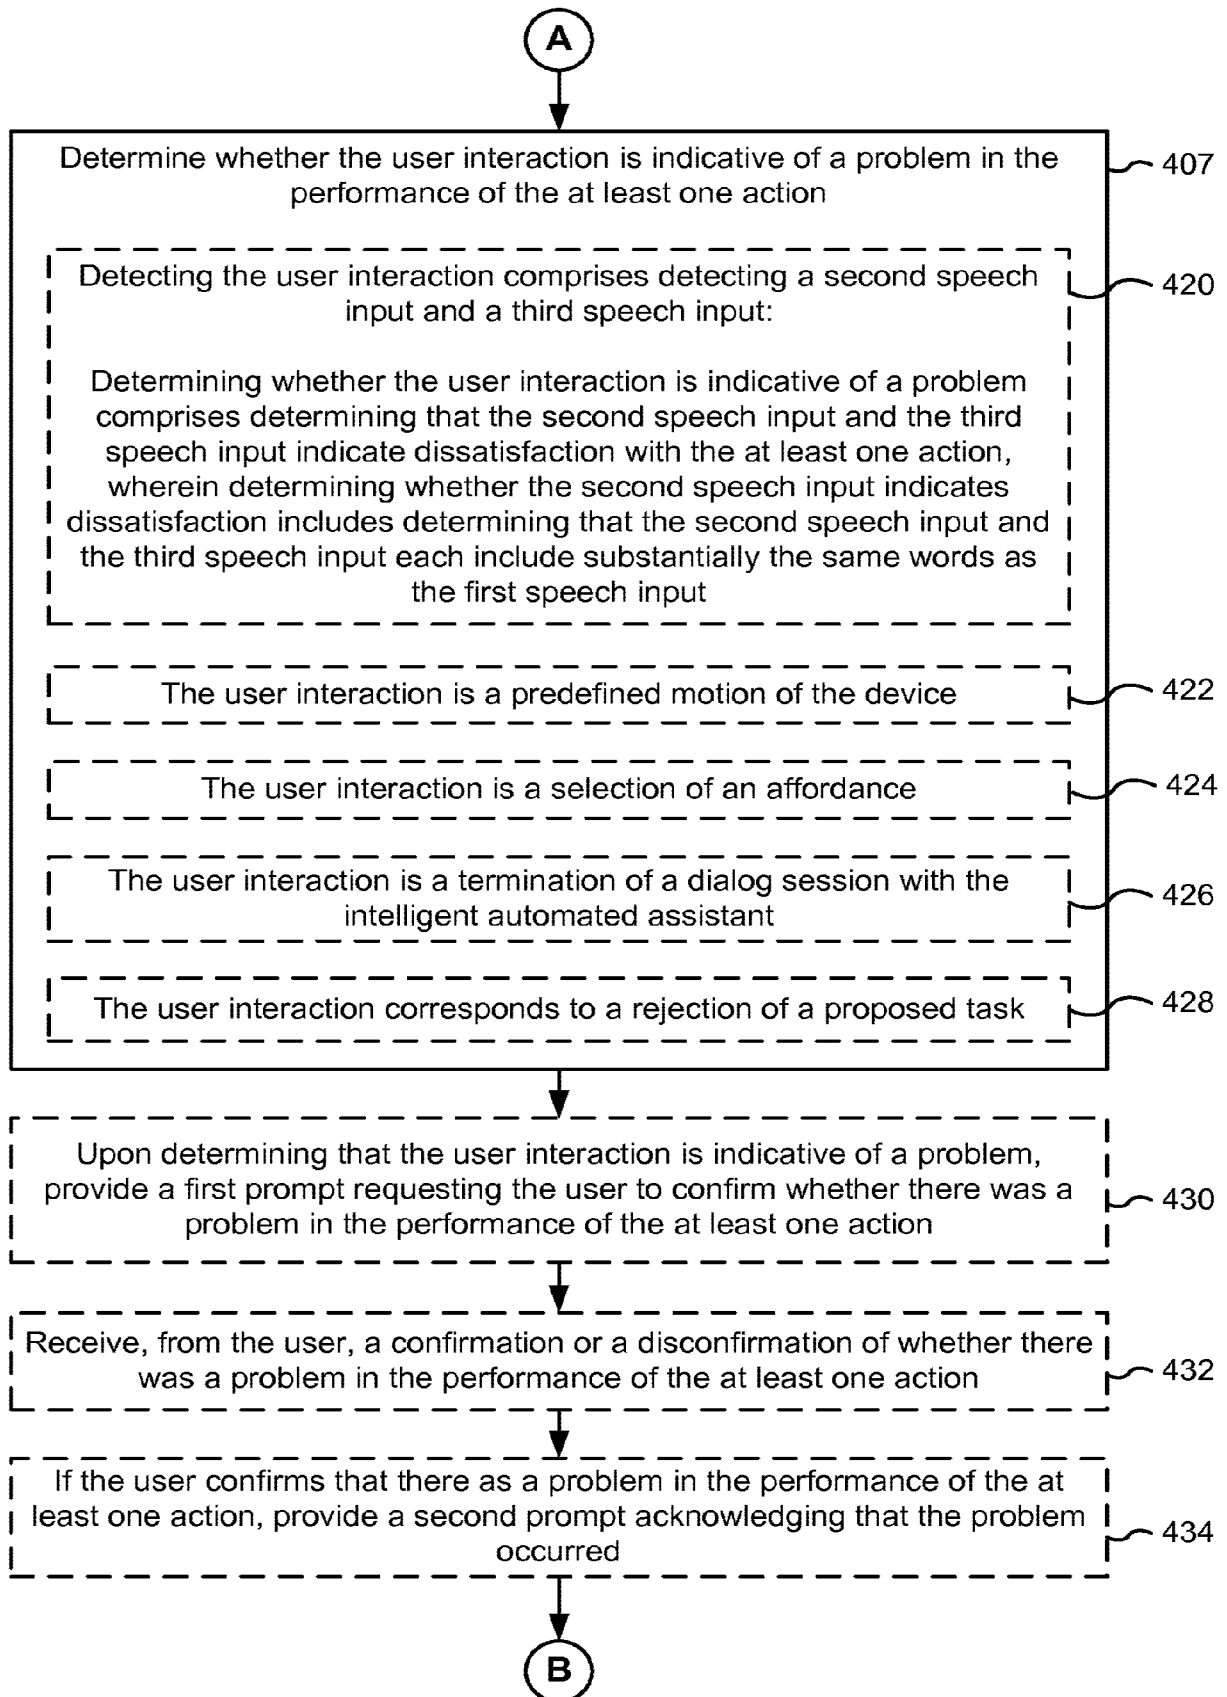 A
Determine whether the user interaction is indicative of a problem in the
performance of the at least one action
407
Detecting the user interaction comprises detecting a second speech
input and a third speech input:
420
Determining whether the user interaction is indicative of a problem
comprises determining that the second speech input and the third
speech input indicate dissatisfaction with the at least one action,
wherein determining whether the second speech input indicates
dissatisfaction includes determining that the second speech input and
the third speech input each include substantially the same words as
the first speech input
The user interaction is a predefined motion of the device
422
The user interaction is a selection of an affordance
424
The user interaction is a termination of a dialog session with the
intelligent automated assistant
426
The user interaction corresponds to a rejection of a proposed task
428
Upon determining that the user interaction is indicative of a problem,
provide a first prompt requesting the user to confirm whether there was a
problem in the performance of the at least one action
430
Receive, from the user, a confirmation or a disconfirmation of whether there
was a problem in the performance of the at least one action
432
If the user confirms that there as a problem in the performance of the at
least one action, provide a second prompt acknowledging that the problem
occurred
434
B